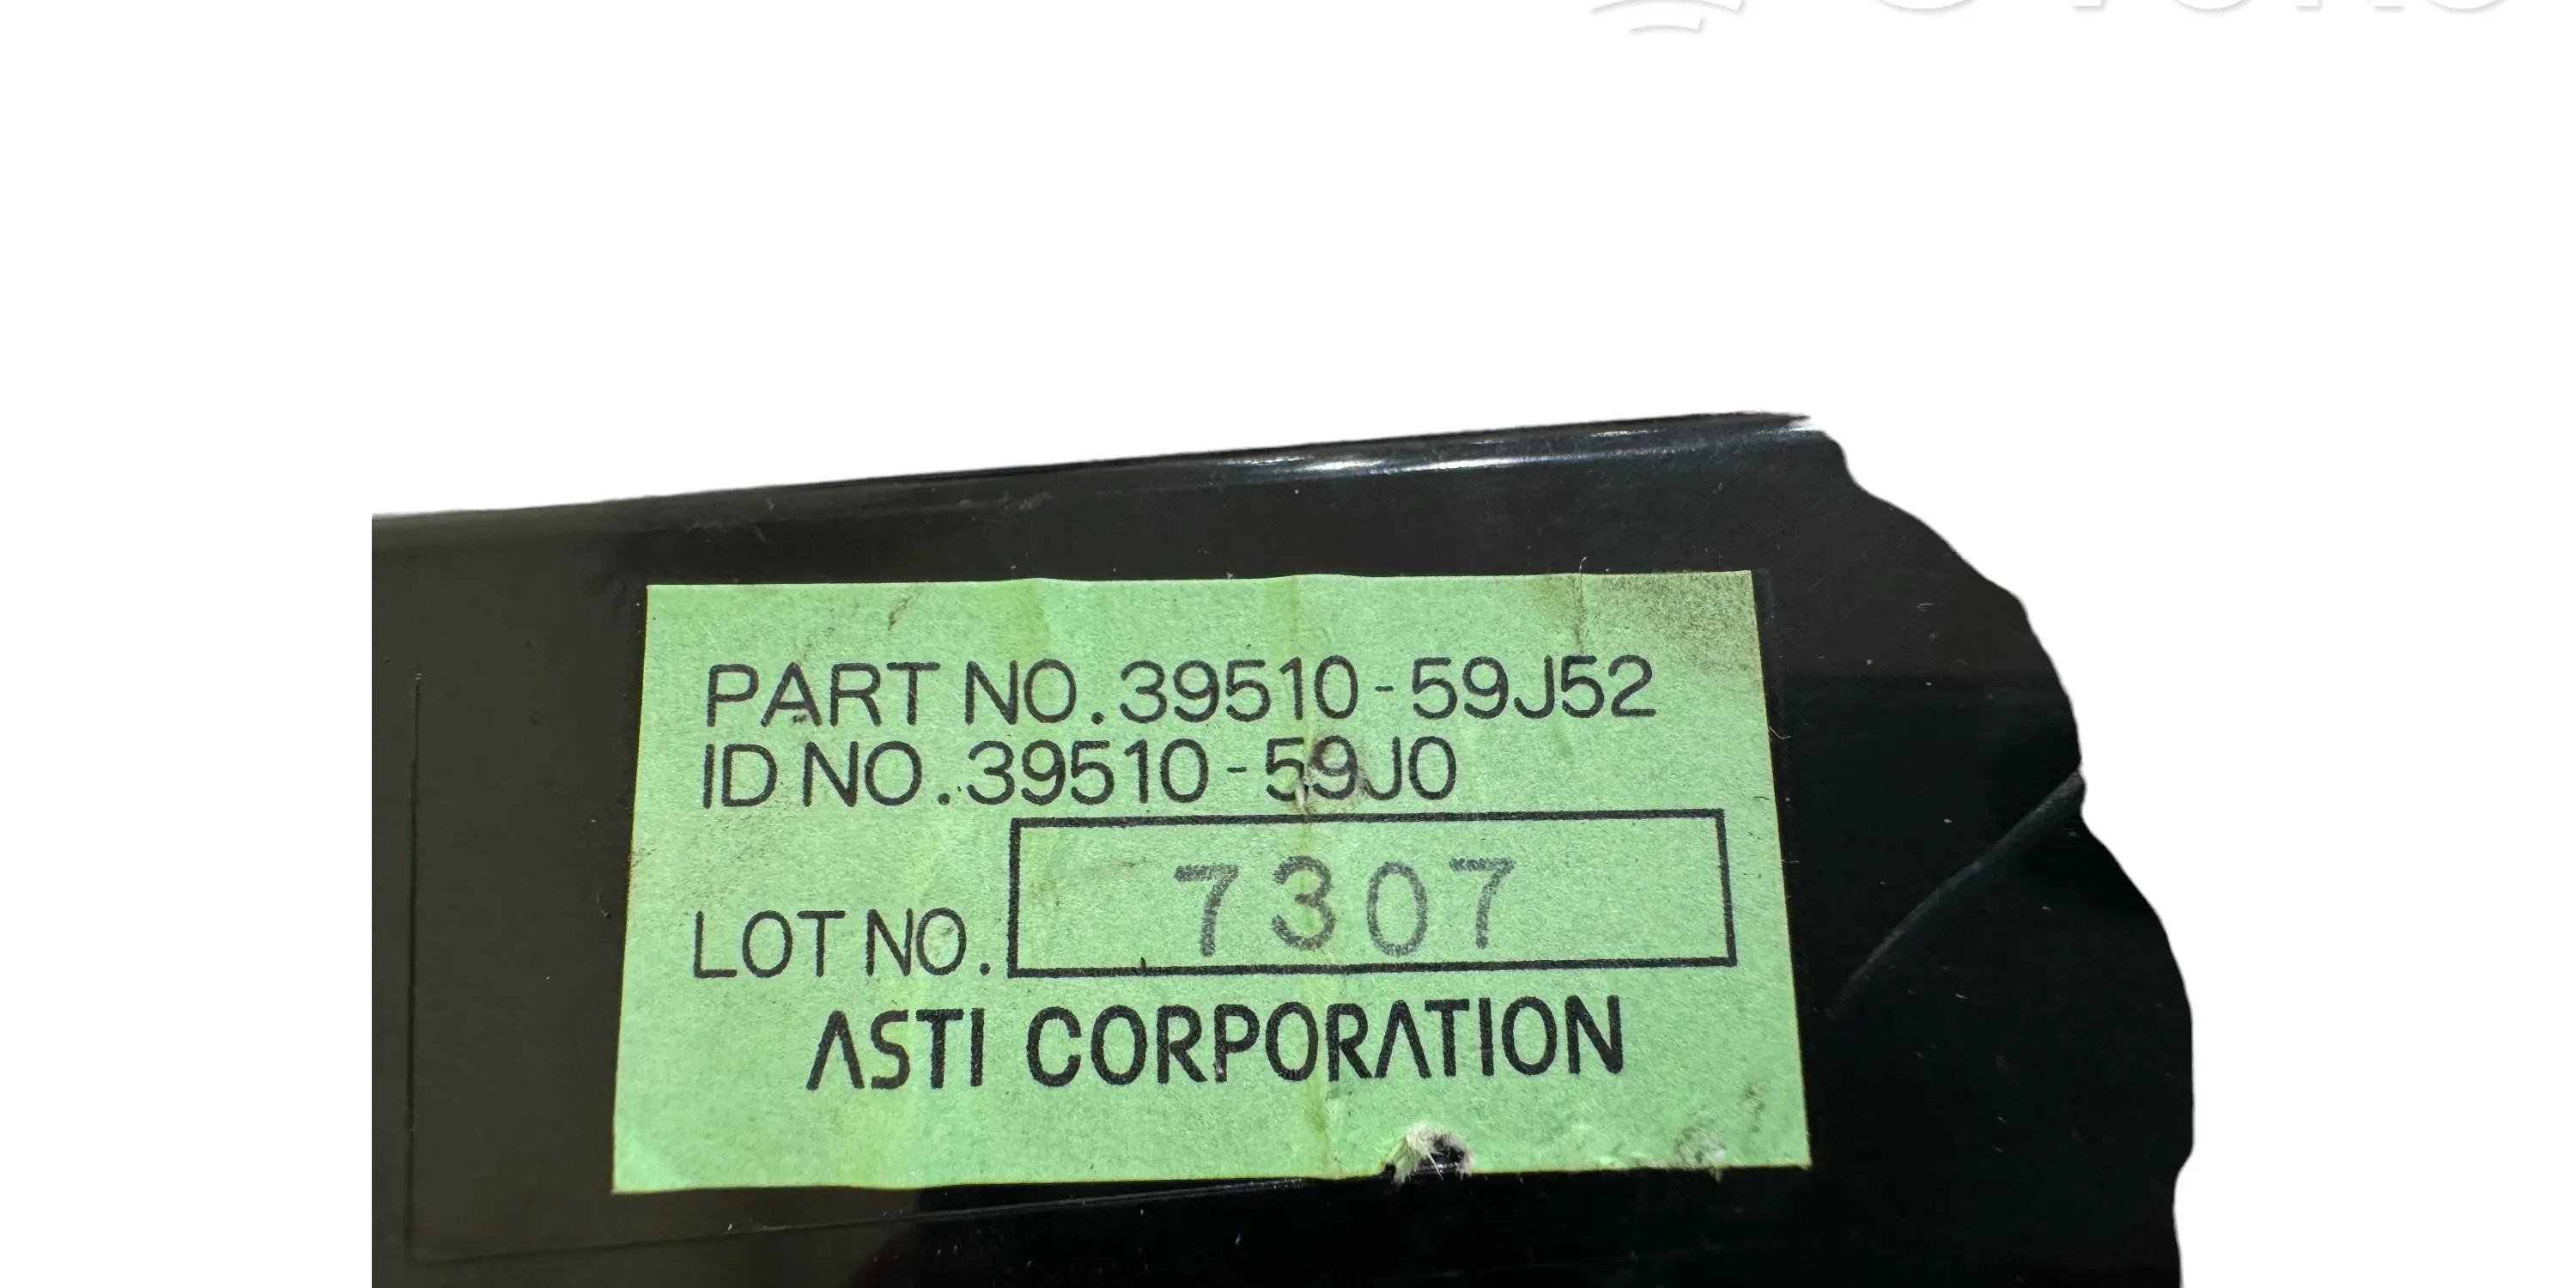 PART NO. 39510-59J52
ID NO. 39510-59J0
LOT NO. 7307
ASTI CORPORATION